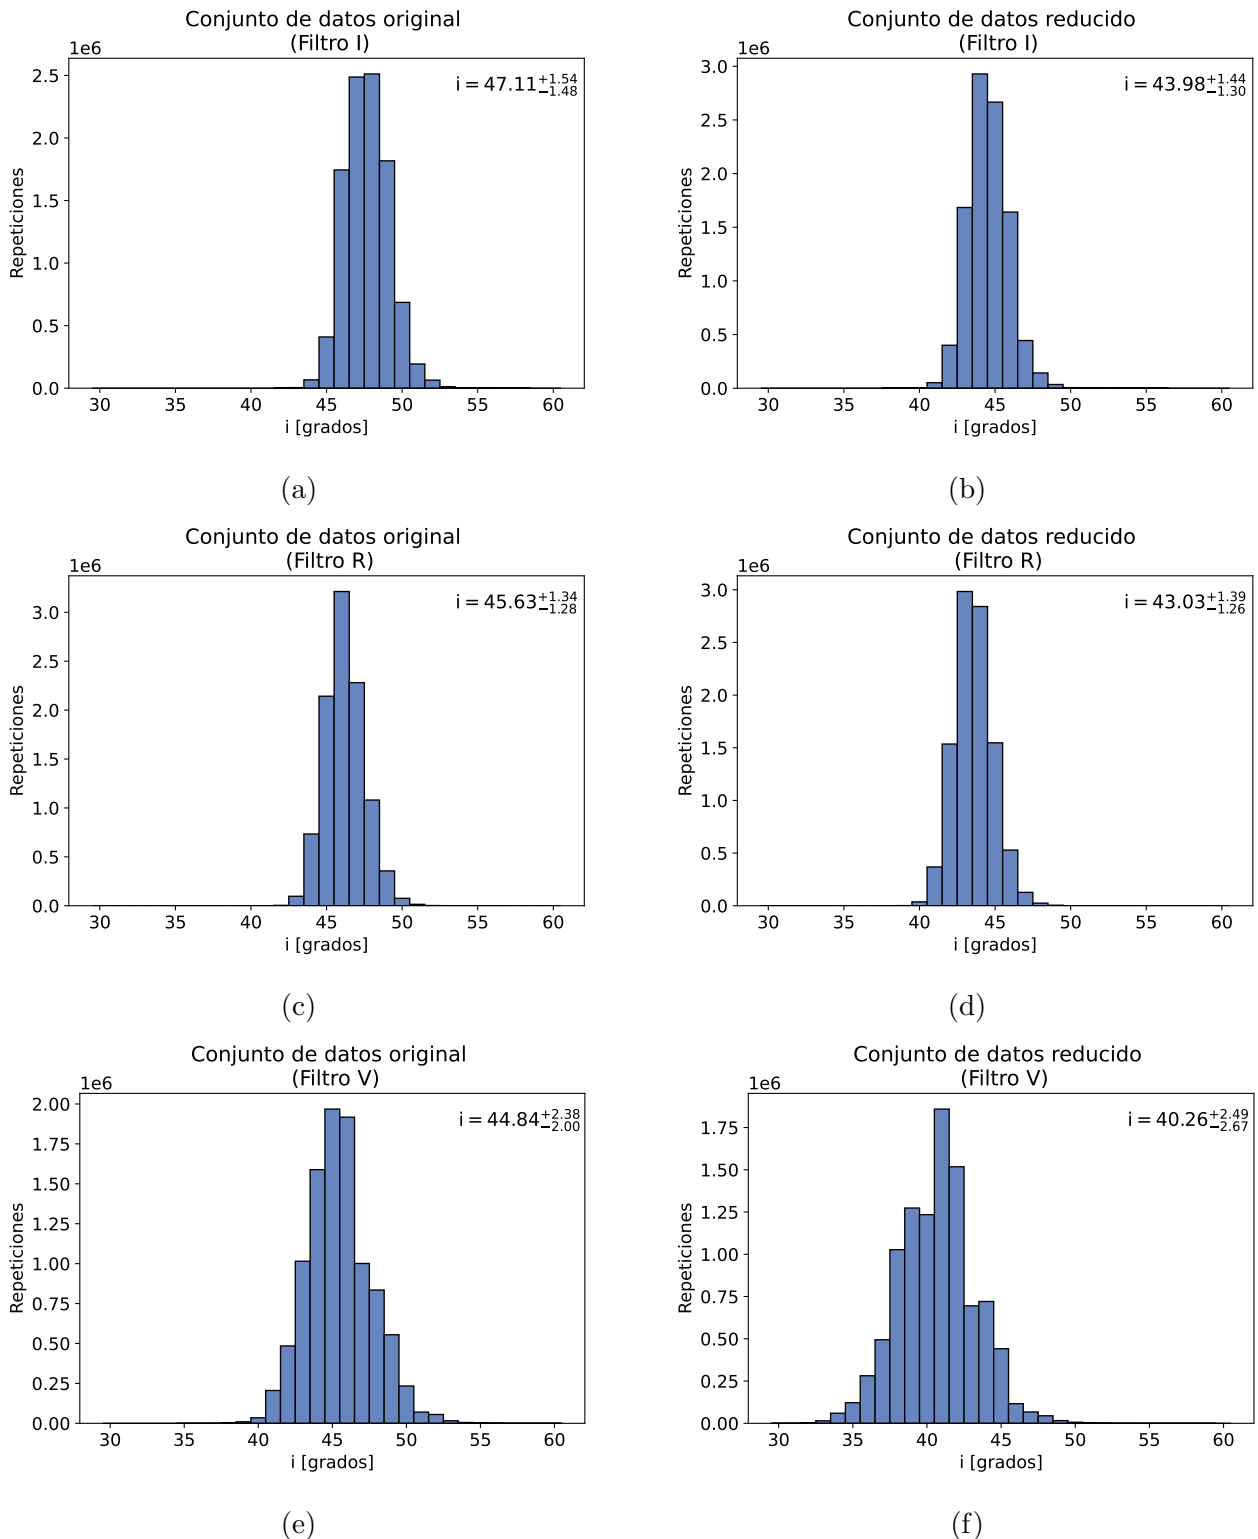 Conjunto de datos original
(Filtro I)
1e6
i = 47.11 +1.54 −1.48
2.5
2.0
1.5
1.0
0.5
0.0
Repeticiones
30 35 40 45 50 55 60
i [grados]
(a)
Conjunto de datos reducido
(Filtro I)
1e6
i = 43.98 +1.44 −1.30
3.0
2.5
2.0
1.5
1.0
0.5
0.0
Repeticiones
30 35 40 45 50 55 60
i [grados]
(b)
Conjunto de datos original
(Filtro R)
1e6
i = 45.63 +1.34 −1.28
3.0
2.5
2.0
1.5
1.0
0.5
0.0
Repeticiones
30 35 40 45 50 55 60
i [grados]
(c)
Conjunto de datos reducido
(Filtro R)
1e6
i = 43.03 +1.39 −1.26
3.0
2.5
2.0
1.5
1.0
0.5
0.0
Repeticiones
30 35 40 45 50 55 60
i [grados]
(d)
Conjunto de datos original
(Filtro V)
1e6
i = 44.84 +2.38 −2.00
2.00
1.75
1.50
1.25
1.00
0.75
0.50
0.25
0.00
Repeticiones
30 35 40 45 50 55 60
i [grados]
(e)
Conjunto de datos reducido
(Filtro V)
1e6
i = 40.26 +2.49 −2.67
1.75
1.50
1.25
1.00
0.75
0.50
0.25
0.00
Repeticiones
30 35 40 45 50 55 60
i [grados]
(f)